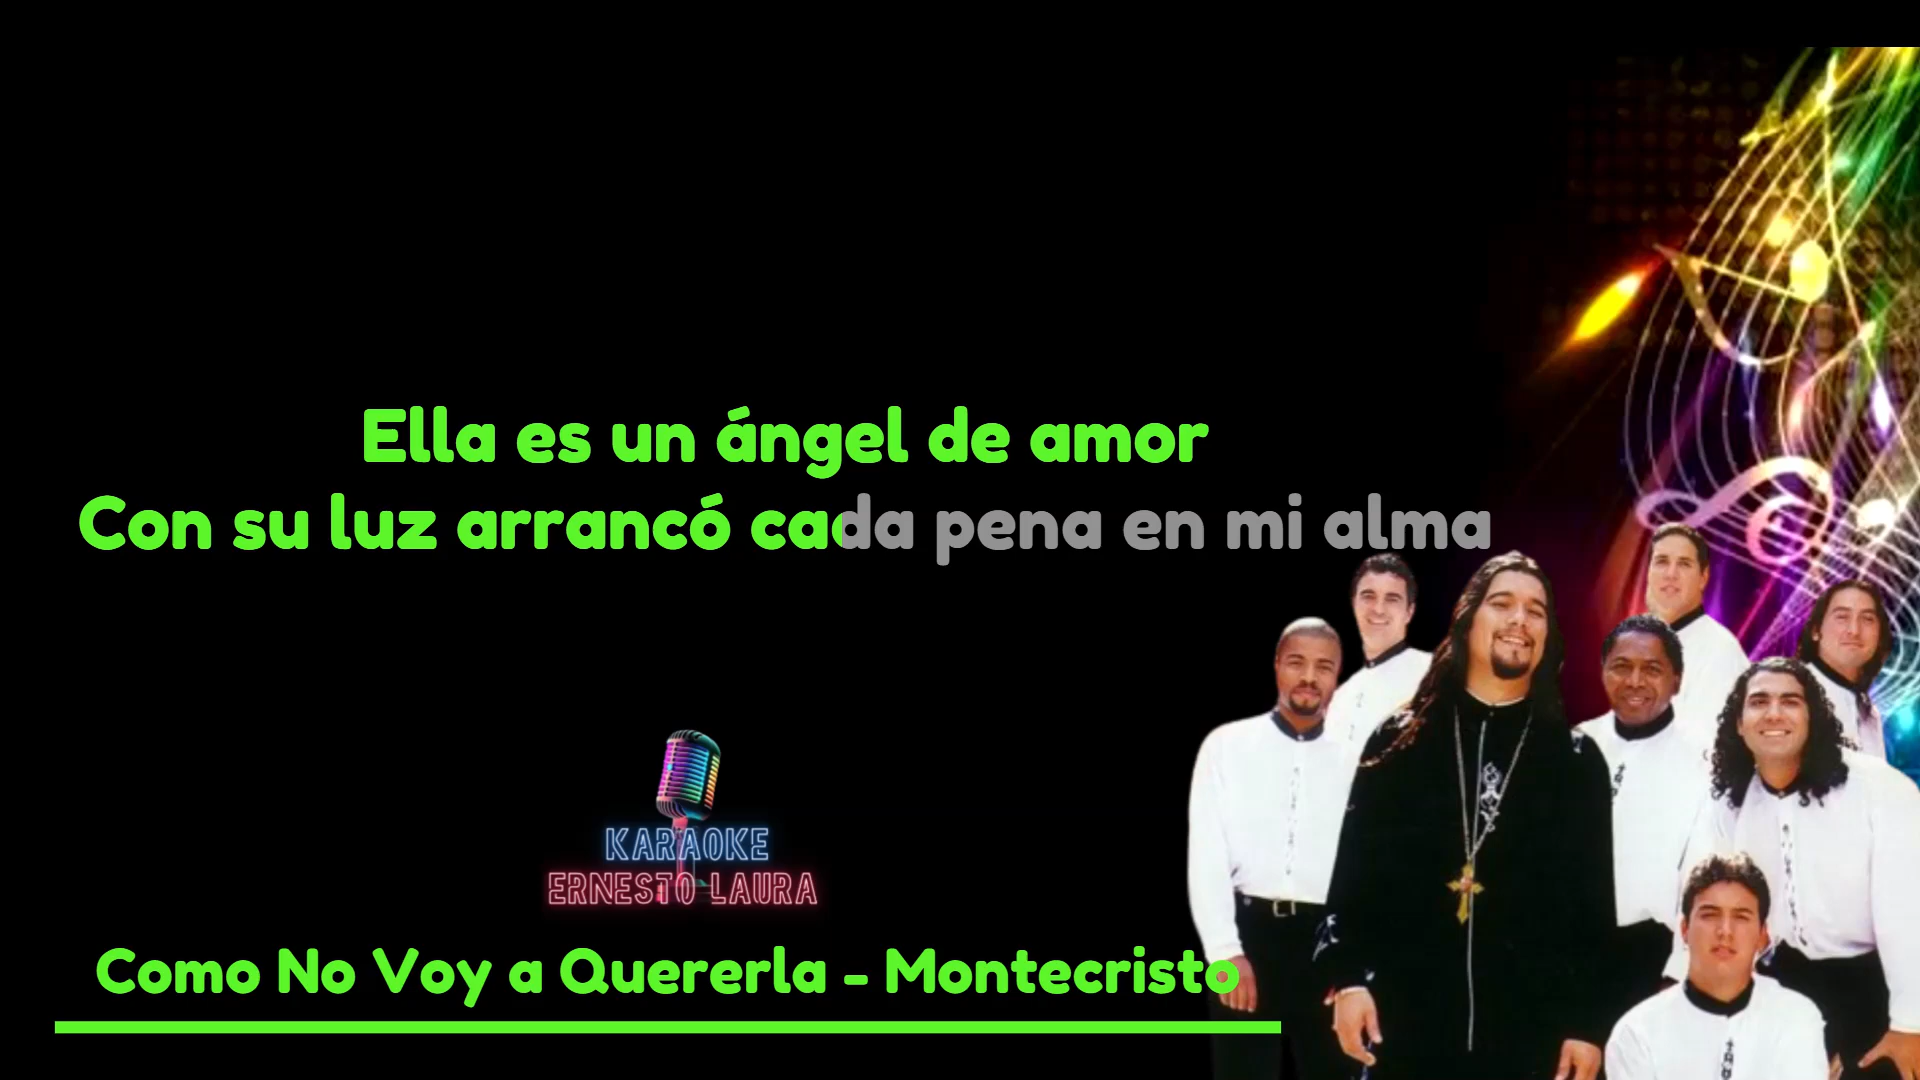 Ella es un ángel de amor
Con su luz arrancó cada pena en mi alma
KARAOKE
ERNESTO LAURA
Como No Voy a Quererla - Montecristo